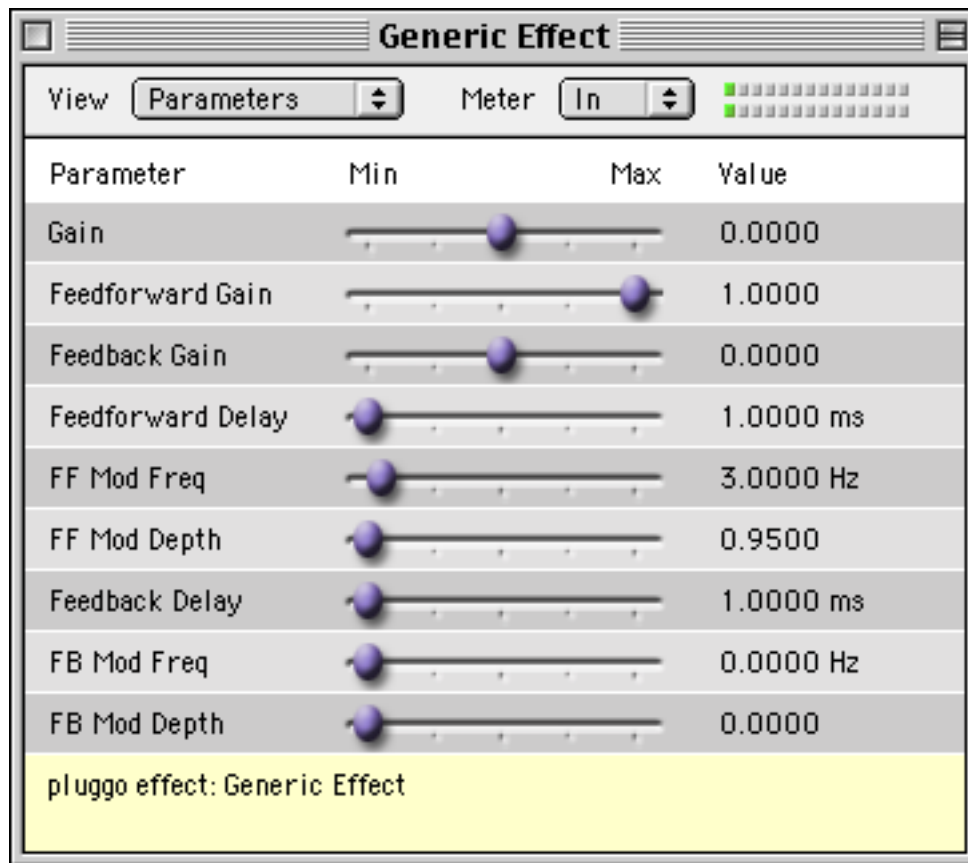 Generic Effect
View Parameters Meter In
Parameter Min Max Value
Gain 0.0000
Feedforward Gain 1.0000
Feedback Gain 0.0000
Feedforward Delay 1.0000 ms
FF Mod Freq 3.0000 Hz
FF Mod Depth 0.9500
Feedback Delay 1.0000 ms
FB Mod Freq 0.0000 Hz
FB Mod Depth 0.0000
pluggo effect: Generic Effect